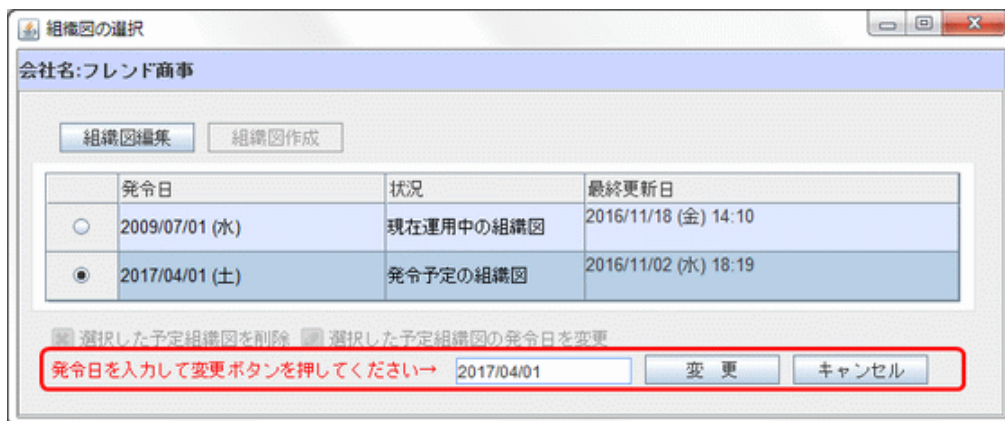 組織図の選択
会社名:フレンド商事
組織図編集 組織図作成
発令日 状況 最終更新日
2009/07/01 (水) 現在運用中の組織図 2016/11/18 (金) 14:10
2017/04/01 (土) 発令予定の組織図 2016/11/02 (水) 18:19
選択した予定組織図を削除 選択した予定組織図の発令日を変更
発令日を入力して変更ボタンを押してください→ 2017/04/01 変 更 キャンセル